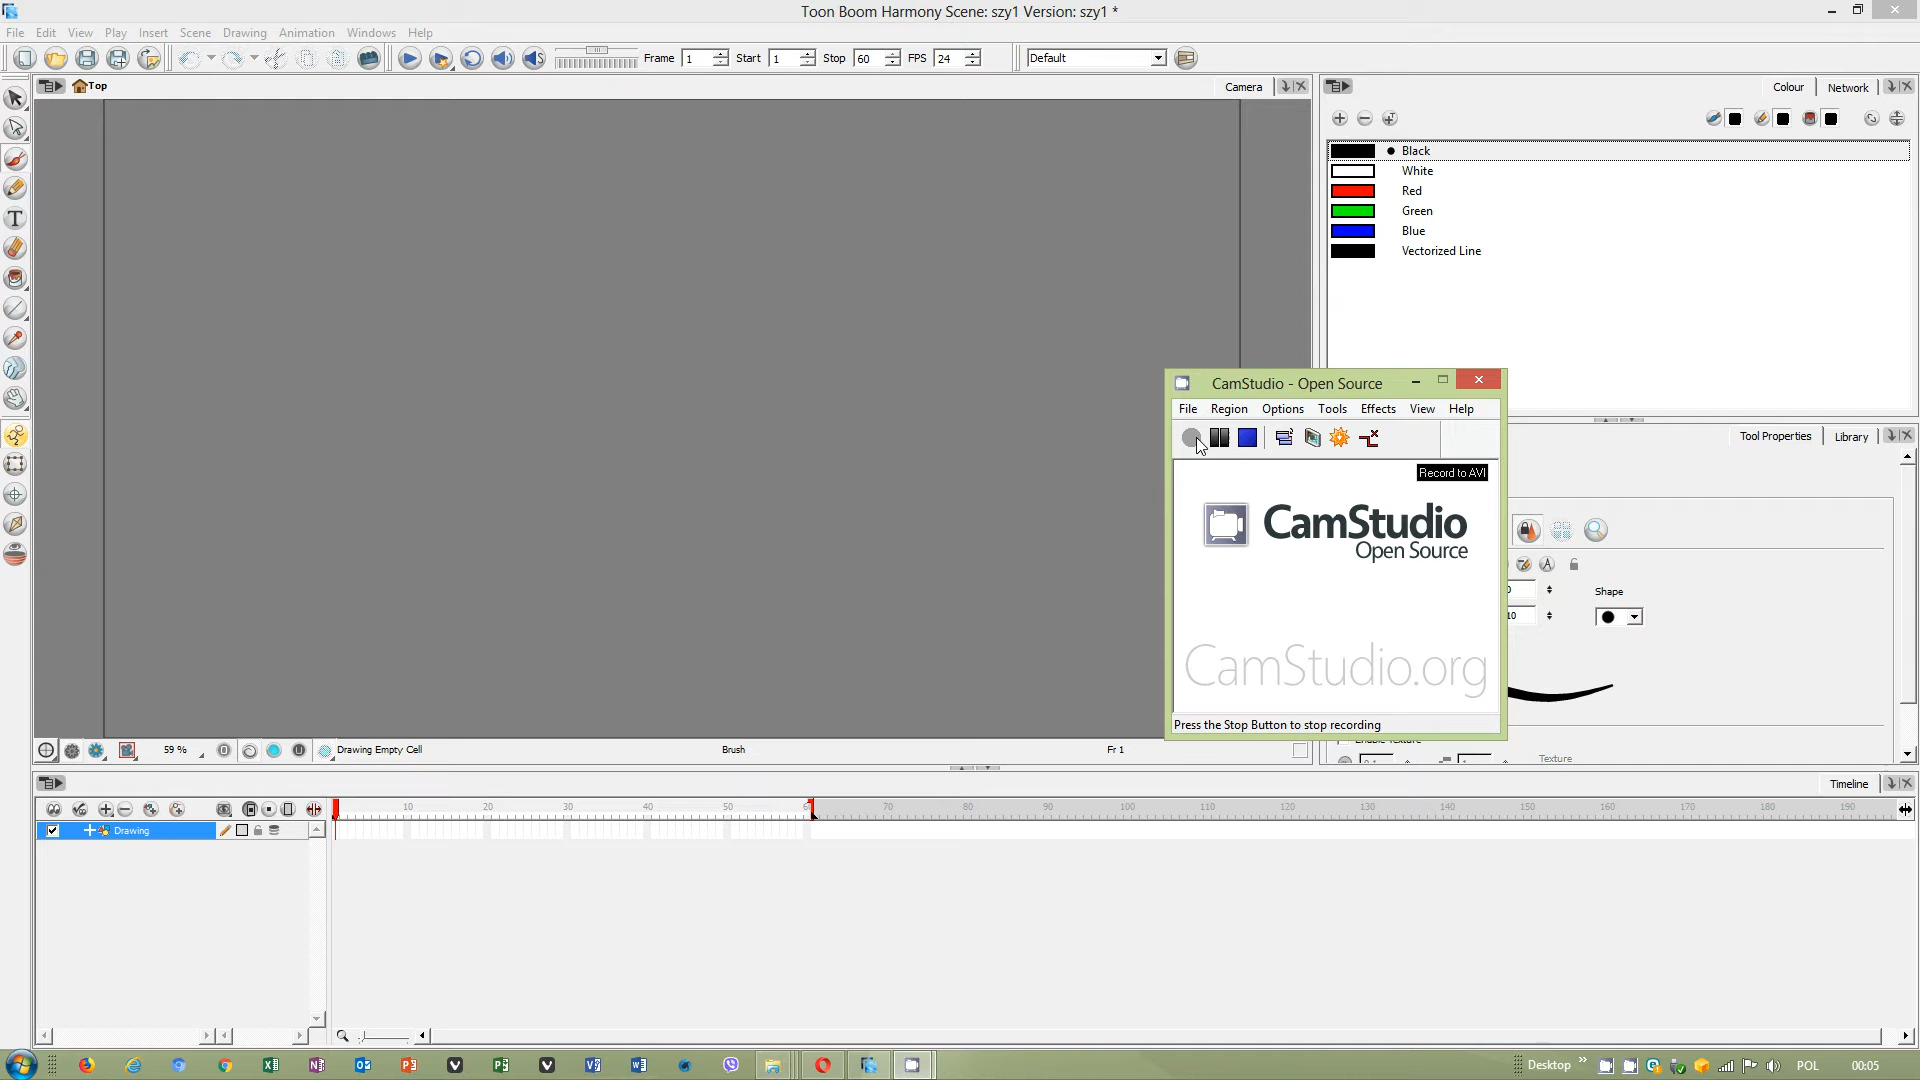 Toon Boom Harmony Scene: szy1 Version: szy1 *
File Edit View Play Insert Scene Drawing Animation Windows Help
Frame 1 Start 1 Stop 60 FPS 24 Default
Top Camera
Colour Network
Black
White
Red
Green
Blue
Vectorized Line
CamStudio - Open Source
File Region Options Tools Effects View Help
Record to AVI
CamStudio
Open Source
CamStudio.org
Press the Stop Button to stop recording
Tool Properties Library
Shape
10
Texture
59 % Drawing Empty Cell Brush Fr 1
Timeline
10 20 30 40 50 70 80 90 100 110 120 130 140 150 160 170 180 190
Drawing
Desktop POL 00:05